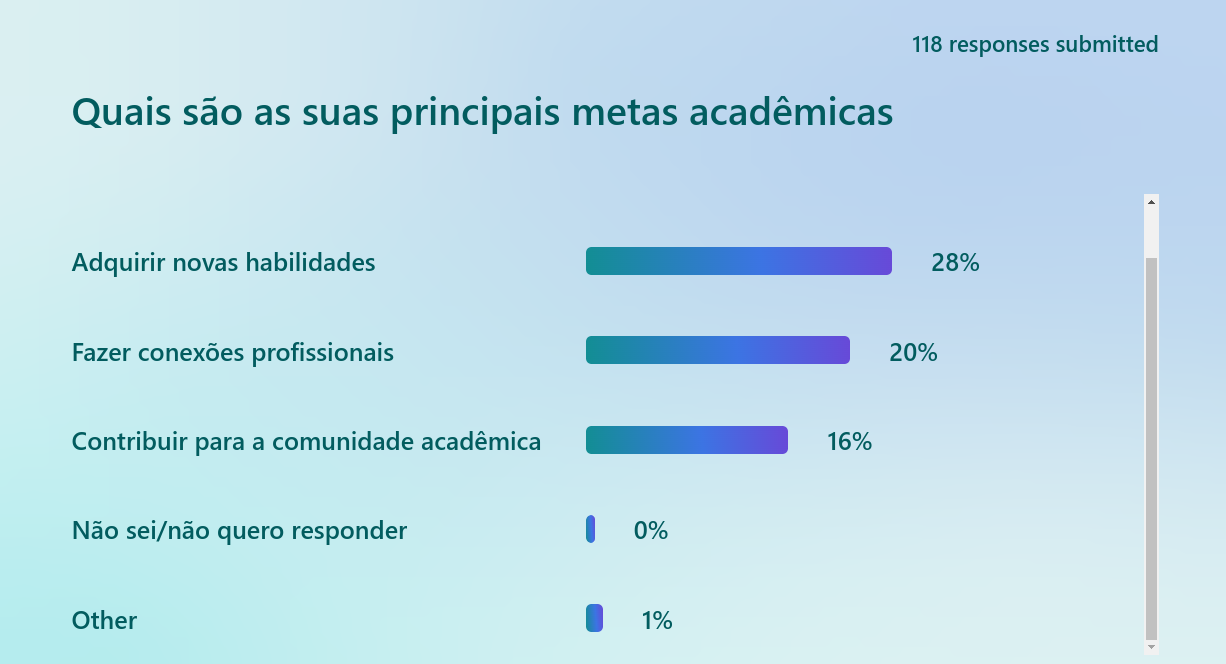 118 responses submitted
Quais são as suas principais metas acadêmicas
Adquirir novas habilidades 28%
Fazer conexões profissionais 20%
Contribuir para a comunidade acadêmica 16%
Não sei/não quero responder 0%
Other 1%